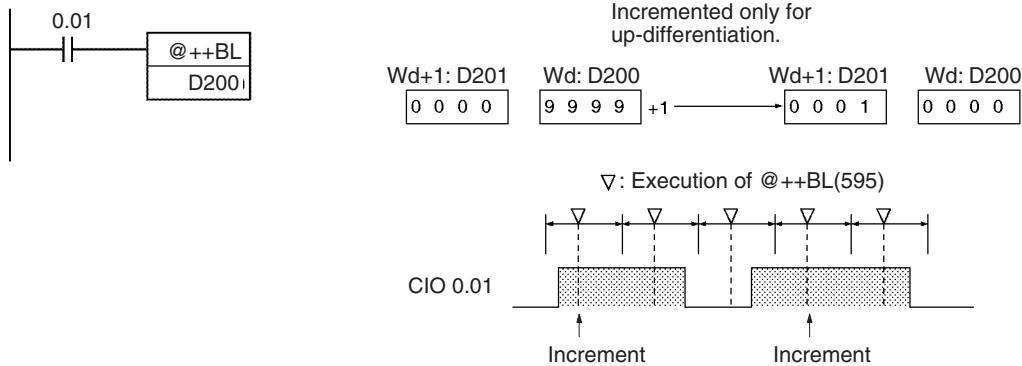 0.01
@++BL
D200
Incremented only for
up-differentiation.
Wd+1: D201 Wd: D200 Wd+1: D201 Wd: D200
0 0 0 0 9 9 9 9 +1 0 0 0 1 0 0 0 0
▽: Execution of @++BL(595)
CIO 0.01
Increment Increment